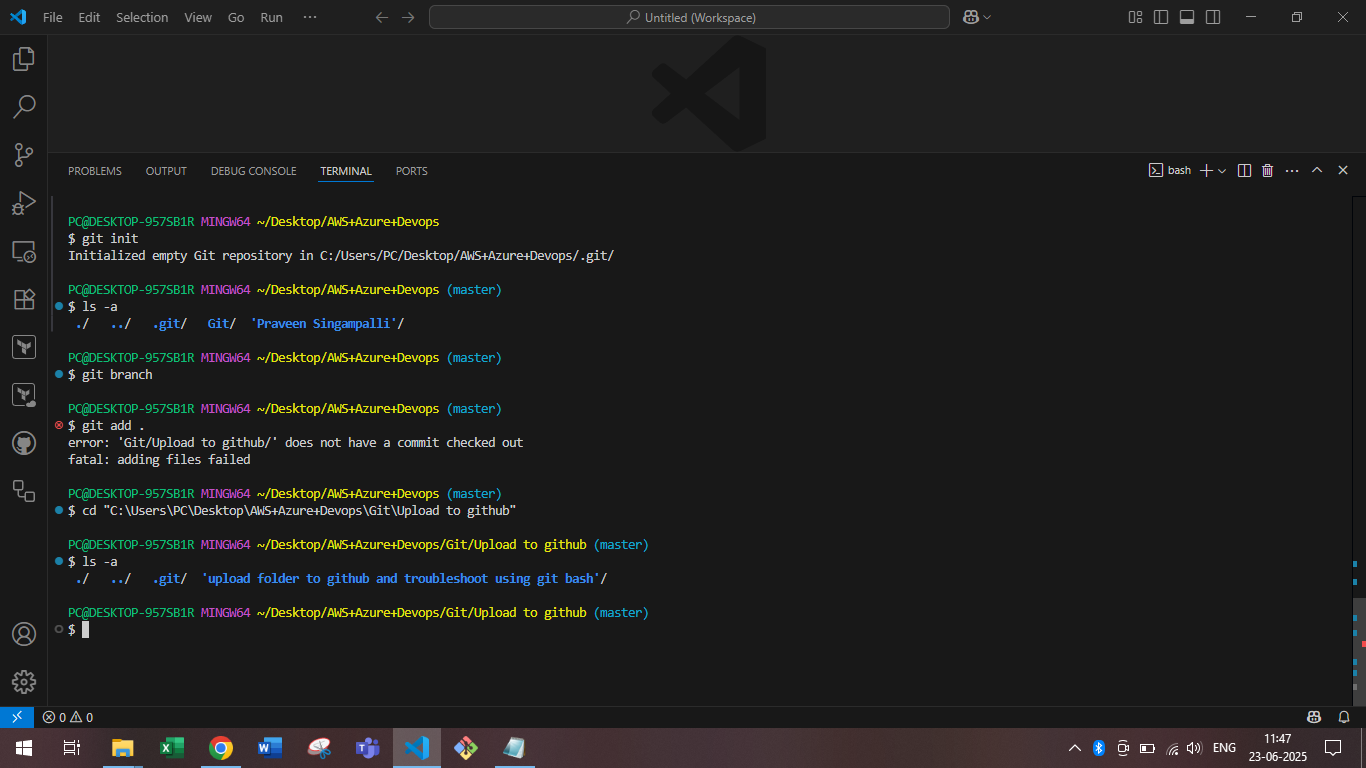 File Edit Selection View Go Run ···
Untitled (Workspace)
PROBLEMS OUTPUT DEBUG CONSOLE TERMINAL PORTS
bash
PC@DESKTOP-957SB1R MINGW64 ~/Desktop/AWS+Azure+Devops
$ git init
Initialized empty Git repository in C:/Users/PC/Desktop/AWS+Azure+Devops/.git/
PC@DESKTOP-957SB1R MINGW64 ~/Desktop/AWS+Azure+Devops (master)
$ ls -a
./ ../ .git/ Git/ 'Praveen Singampalli'/
PC@DESKTOP-957SB1R MINGW64 ~/Desktop/AWS+Azure+Devops (master)
$ git branch
PC@DESKTOP-957SB1R MINGW64 ~/Desktop/AWS+Azure+Devops (master)
$ git add .
error: 'Git/Upload to github/' does not have a commit checked out
fatal: adding files failed
PC@DESKTOP-957SB1R MINGW64 ~/Desktop/AWS+Azure+Devops (master)
$ cd "C:\Users\PC\Desktop\AWS+Azure+Devops\Git\Upload to github"
PC@DESKTOP-957SB1R MINGW64 ~/Desktop/AWS+Azure+Devops/Git/Upload to github (master)
$ ls -a
./ ../ .git/ 'upload folder to github and troubleshoot using git bash'/
PC@DESKTOP-957SB1R MINGW64 ~/Desktop/AWS+Azure+Devops/Git/Upload to github (master)
$
0 0
ENG
11:47
23-06-2025